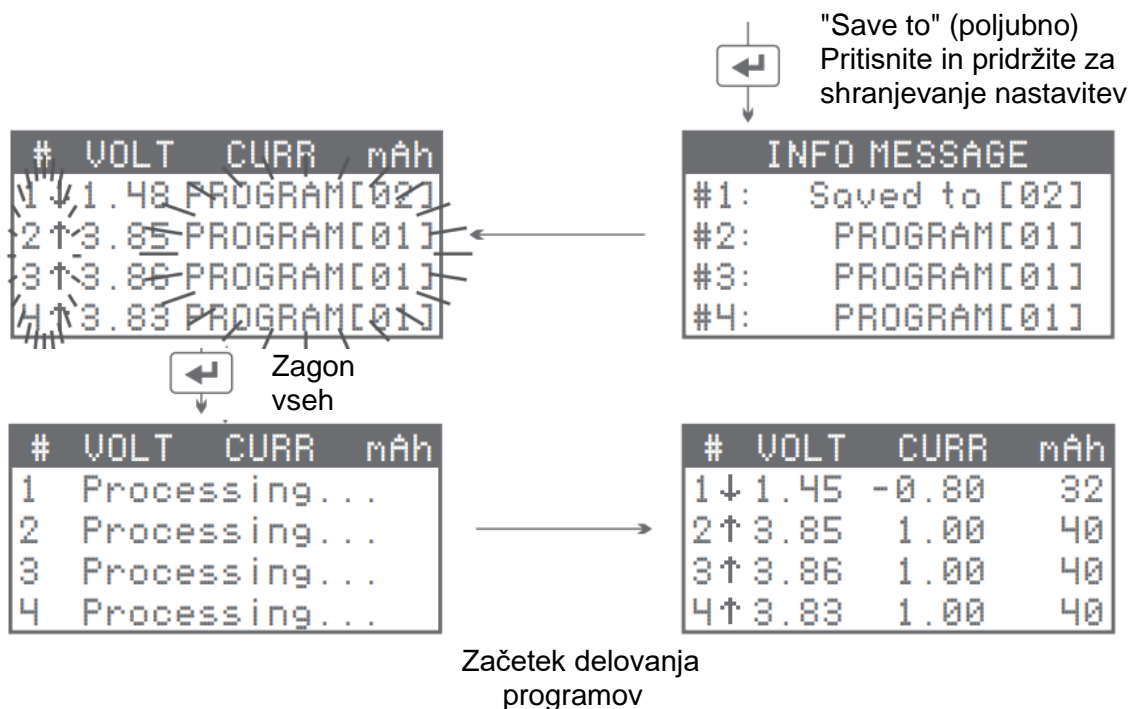 "Save to" (poljubno)
Pritisnite in pridržite za
shranjevanje nastavitev
# VOLT CURR mAh
1↓1.48 PROGRAM[02]
2↑3.85 PROGRAM[01]
3↑3.86 PROGRAM[01]
4↑3.83 PROGRAM[01]
INFO MESSAGE
#1: Saved to [02]
#2: PROGRAM[01]
#3: PROGRAM[01]
#4: PROGRAM[01]
Zagon
vseh
# VOLT CURR mAh
1 Processing...
2 Processing...
3 Processing...
4 Processing...
# VOLT CURR mAh
1↓1.45 -0.80 32
2↑3.85 1.00 40
3↑3.86 1.00 40
4↑3.83 1.00 40
Začetek delovanja
programov